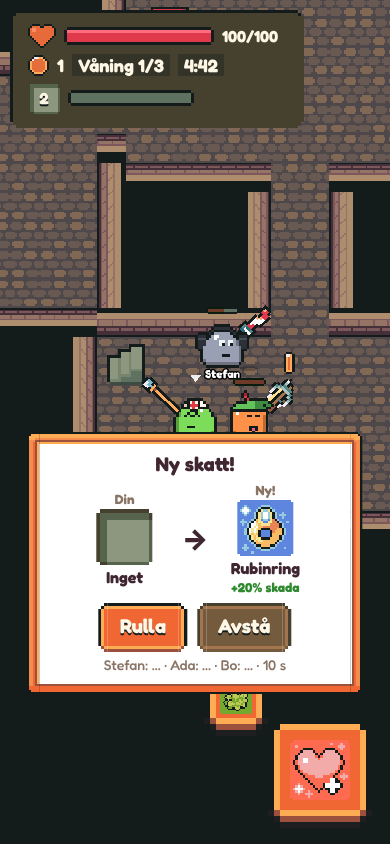 100/100
1 Våning 1/3 4:42
2
Stefan
Ny skatt!
Din
Ny!
Inget
Rubinring
+20% skada
Rulla
Avstå
Stefan: ... · Ada: ... · Bo: ... · 10 s